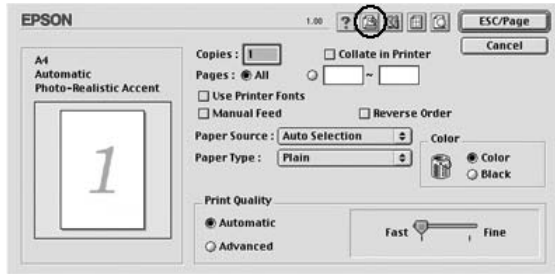 EPSON
1.00
?
ESC/Page
Cancel
A4
Automatic
Photo-Realistic Accent
1
Copies : 1
Collate in Printer
Pages : All
~
Use Printer Fonts
Manual Feed
Reverse Order
Paper Source : Auto Selection
Paper Type : Plain
Color
Color
Black
Print Quality
Automatic
Advanced
Fast
Fine